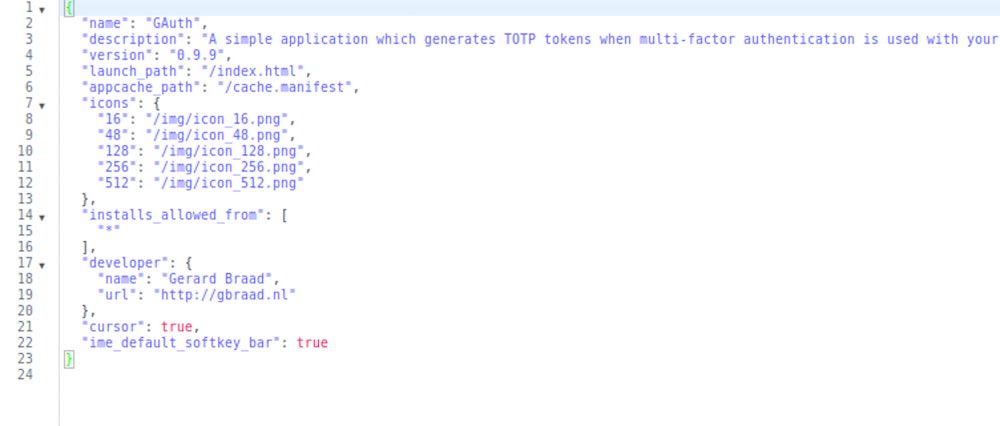 1 {
2 "name": "GAuth",
3 "description": "A simple application which generates TOTP tokens when multi-factor authentication is used with your
4 "version": "0.9.9",
5 "launch_path": "/index.html",
6 "appcache_path": "/cache.manifest",
7 "icons": {
8 "16": "/img/icon_16.png",
9 "48": "/img/icon_48.png",
10 "128": "/img/icon_128.png",
11 "256": "/img/icon_256.png",
12 "512": "/img/icon_512.png"
13 },
14 "installs_allowed_from": [
15 "*"
16 ],
17 "developer": {
18 "name": "Gerard Braad",
19 "url": "http://gbraad.nl"
20 },
21 "cursor": true,
22 "ime_default_softkey_bar": true
23 }
24